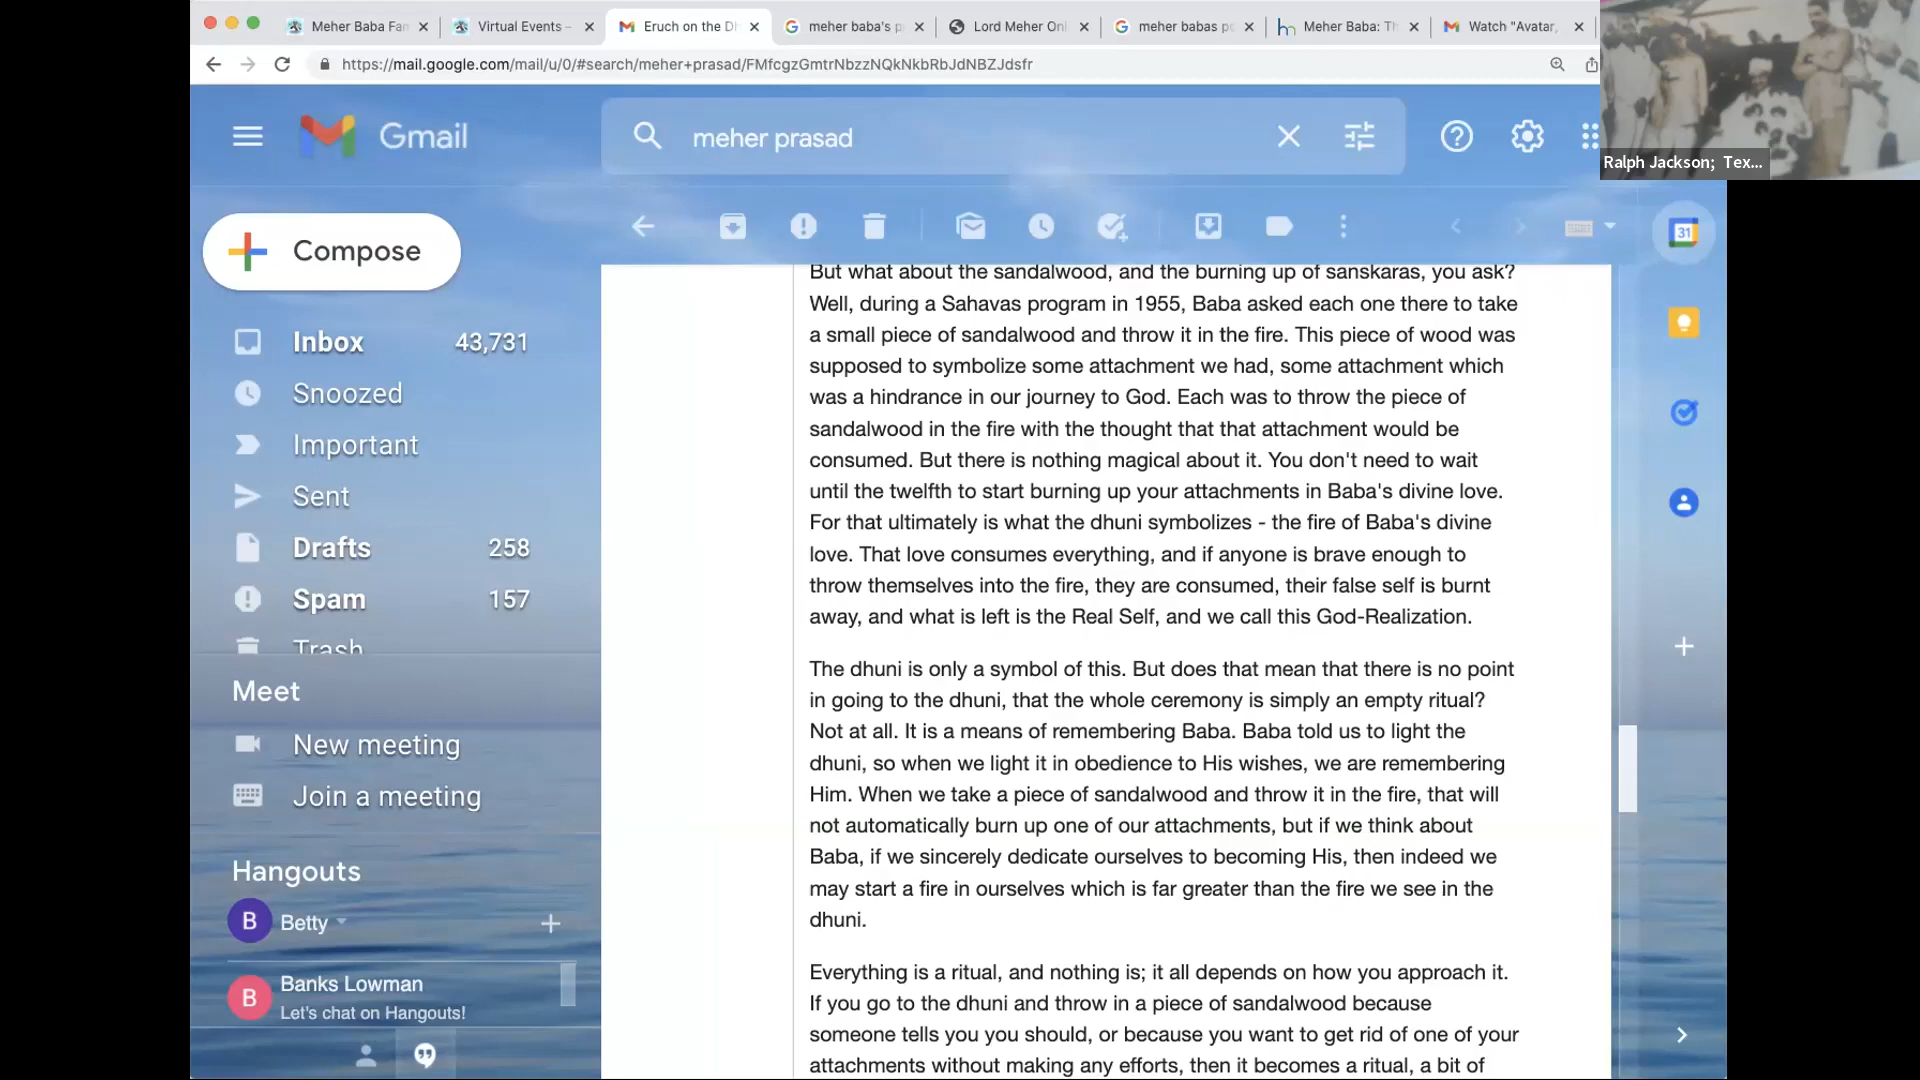 Meher Baba Fan
Virtual Events –
Eruch on the Dh
meher baba's p
Lord Meher Onl
meher babas po
Meher Baba: Th
Watch "Avatar,
https://mail.google.com/mail/u/0/#search/meher+prasad/FMfcgzGmtrNbzzNQkNkbRbJdNBZJdsfr
Gmail
meher prasad
Ralph Jackson; Tex...
Compose
31
Inbox 43,731
Snoozed
Important
Sent
Drafts 258
Spam 157
Trash
Meet
New meeting
Join a meeting
Hangouts
B Betty
B Banks Lowman
Let's chat on Hangouts!
But what about the sandalwood, and the burning up of sanskaras, you ask?
Well, during a Sahavas program in 1955, Baba asked each one there to take
a small piece of sandalwood and throw it in the fire. This piece of wood was
supposed to symbolize some attachment we had, some attachment which
was a hindrance in our journey to God. Each was to throw the piece of
sandalwood in the fire with the thought that that attachment would be
consumed. But there is nothing magical about it. You don't need to wait
until the twelfth to start burning up your attachments in Baba's divine love.
For that ultimately is what the dhuni symbolizes - the fire of Baba's divine
love. That love consumes everything, and if anyone is brave enough to
throw themselves into the fire, they are consumed, their false self is burnt
away, and what is left is the Real Self, and we call this God-Realization.
The dhuni is only a symbol of this. But does that mean that there is no point
in going to the dhuni, that the whole ceremony is simply an empty ritual?
Not at all. It is a means of remembering Baba. Baba told us to light the
dhuni, so when we light it in obedience to His wishes, we are remembering
Him. When we take a piece of sandalwood and throw it in the fire, that will
not automatically burn up one of our attachments, but if we think about
Baba, if we sincerely dedicate ourselves to becoming His, then indeed we
may start a fire in ourselves which is far greater than the fire we see in the
dhuni.
Everything is a ritual, and nothing is; it all depends on how you approach it.
If you go to the dhuni and throw in a piece of sandalwood because
someone tells you you should, or because you want to get rid of one of your
attachments without making any efforts, then it becomes a ritual, a bit of